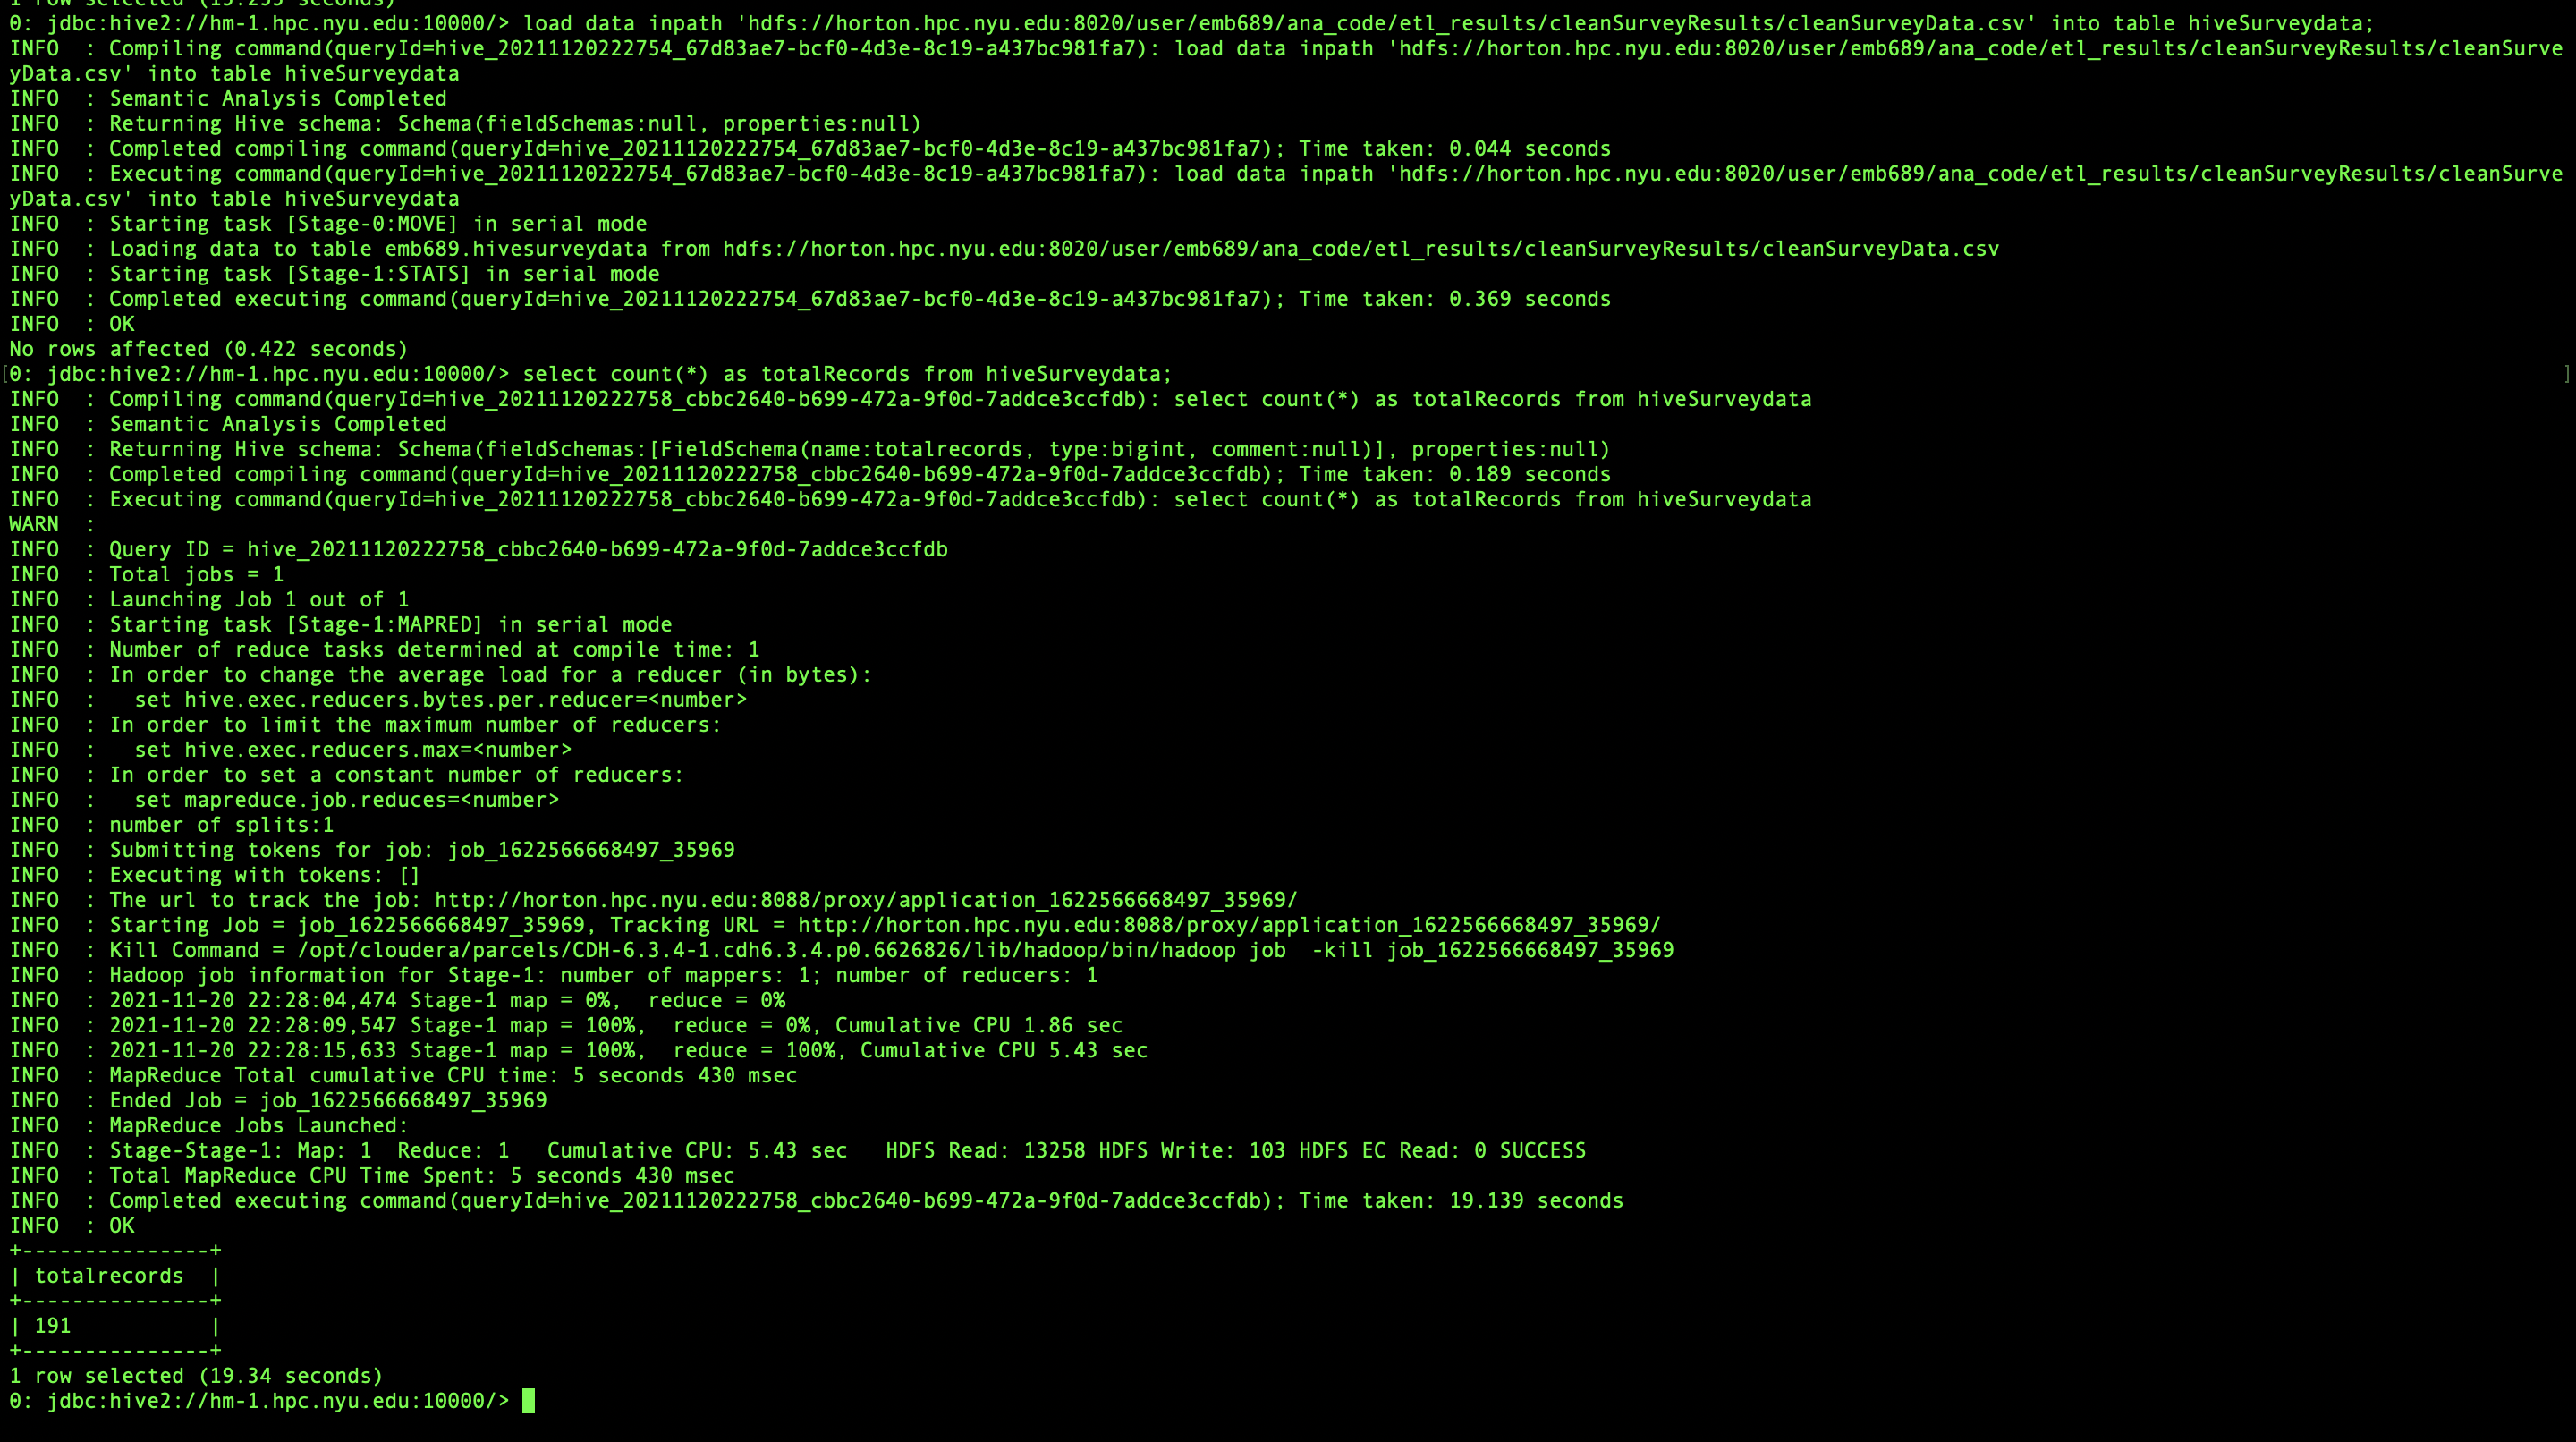 1 row selected (15.255 seconds)
0: jdbc:hive2://hm-1.hpc.nyu.edu:10000/> load data inpath 'hdfs://horton.hpc.nyu.edu:8020/user/emb689/ana_code/etl_results/cleanSurveyResults/cleanSurveyData.csv' into table hiveSurveydata;
INFO  : Compiling command(queryId=hive_20211120222754_67d83ae7-bcf0-4d3e-8c19-a437bc981fa7): load data inpath 'hdfs://horton.hpc.nyu.edu:8020/user/emb689/ana_code/etl_results/cleanSurveyResults/cleanSurve
yData.csv' into table hiveSurveydata
INFO  : Semantic Analysis Completed
INFO  : Returning Hive schema: Schema(fieldSchemas:null, properties:null)
INFO  : Completed compiling command(queryId=hive_20211120222754_67d83ae7-bcf0-4d3e-8c19-a437bc981fa7); Time taken: 0.044 seconds
INFO  : Executing command(queryId=hive_20211120222754_67d83ae7-bcf0-4d3e-8c19-a437bc981fa7): load data inpath 'hdfs://horton.hpc.nyu.edu:8020/user/emb689/ana_code/etl_results/cleanSurveyResults/cleanSurve
yData.csv' into table hiveSurveydata
INFO  : Starting task [Stage-0:MOVE] in serial mode
INFO  : Loading data to table emb689.hivesurveydata from hdfs://horton.hpc.nyu.edu:8020/user/emb689/ana_code/etl_results/cleanSurveyResults/cleanSurveyData.csv
INFO  : Starting task [Stage-1:STATS] in serial mode
INFO  : Completed executing command(queryId=hive_20211120222754_67d83ae7-bcf0-4d3e-8c19-a437bc981fa7); Time taken: 0.369 seconds
INFO  : OK
No rows affected (0.422 seconds)
[0: jdbc:hive2://hm-1.hpc.nyu.edu:10000/> select count(*) as totalRecords from hiveSurveydata; ]
INFO  : Compiling command(queryId=hive_20211120222758_cbbc2640-b699-472a-9f0d-7addce3ccfdb): select count(*) as totalRecords from hiveSurveydata
INFO  : Semantic Analysis Completed
INFO  : Returning Hive schema: Schema(fieldSchemas:[FieldSchema(name:totalrecords, type:bigint, comment:null)], properties:null)
INFO  : Completed compiling command(queryId=hive_20211120222758_cbbc2640-b699-472a-9f0d-7addce3ccfdb); Time taken: 0.189 seconds
INFO  : Executing command(queryId=hive_20211120222758_cbbc2640-b699-472a-9f0d-7addce3ccfdb): select count(*) as totalRecords from hiveSurveydata
WARN  :
INFO  : Query ID = hive_20211120222758_cbbc2640-b699-472a-9f0d-7addce3ccfdb
INFO  : Total jobs = 1
INFO  : Launching Job 1 out of 1
INFO  : Starting task [Stage-1:MAPRED] in serial mode
INFO  : Number of reduce tasks determined at compile time: 1
INFO  : In order to change the average load for a reducer (in bytes):
INFO  :   set hive.exec.reducers.bytes.per.reducer=<number>
INFO  : In order to limit the maximum number of reducers:
INFO  :   set hive.exec.reducers.max=<number>
INFO  : In order to set a constant number of reducers:
INFO  :   set mapreduce.job.reduces=<number>
INFO  : number of splits:1
INFO  : Submitting tokens for job: job_1622566668497_35969
INFO  : Executing with tokens: []
INFO  : The url to track the job: http://horton.hpc.nyu.edu:8088/proxy/application_1622566668497_35969/
INFO  : Starting Job = job_1622566668497_35969, Tracking URL = http://horton.hpc.nyu.edu:8088/proxy/application_1622566668497_35969/
INFO  : Kill Command = /opt/cloudera/parcels/CDH-6.3.4-1.cdh6.3.4.p0.6626826/lib/hadoop/bin/hadoop job  -kill job_1622566668497_35969
INFO  : Hadoop job information for Stage-1: number of mappers: 1; number of reducers: 1
INFO  : 2021-11-20 22:28:04,474 Stage-1 map = 0%,  reduce = 0%
INFO  : 2021-11-20 22:28:09,547 Stage-1 map = 100%,  reduce = 0%, Cumulative CPU 1.86 sec
INFO  : 2021-11-20 22:28:15,633 Stage-1 map = 100%,  reduce = 100%, Cumulative CPU 5.43 sec
INFO  : MapReduce Total cumulative CPU time: 5 seconds 430 msec
INFO  : Ended Job = job_1622566668497_35969
INFO  : MapReduce Jobs Launched:
INFO  : Stage-Stage-1: Map: 1  Reduce: 1   Cumulative CPU: 5.43 sec   HDFS Read: 13258 HDFS Write: 103 HDFS EC Read: 0 SUCCESS
INFO  : Total MapReduce CPU Time Spent: 5 seconds 430 msec
INFO  : Completed executing command(queryId=hive_20211120222758_cbbc2640-b699-472a-9f0d-7addce3ccfdb); Time taken: 19.139 seconds
INFO  : OK
+---------------+
| totalrecords  |
+---------------+
| 191           |
+---------------+
1 row selected (19.34 seconds)
0: jdbc:hive2://hm-1.hpc.nyu.edu:10000/>